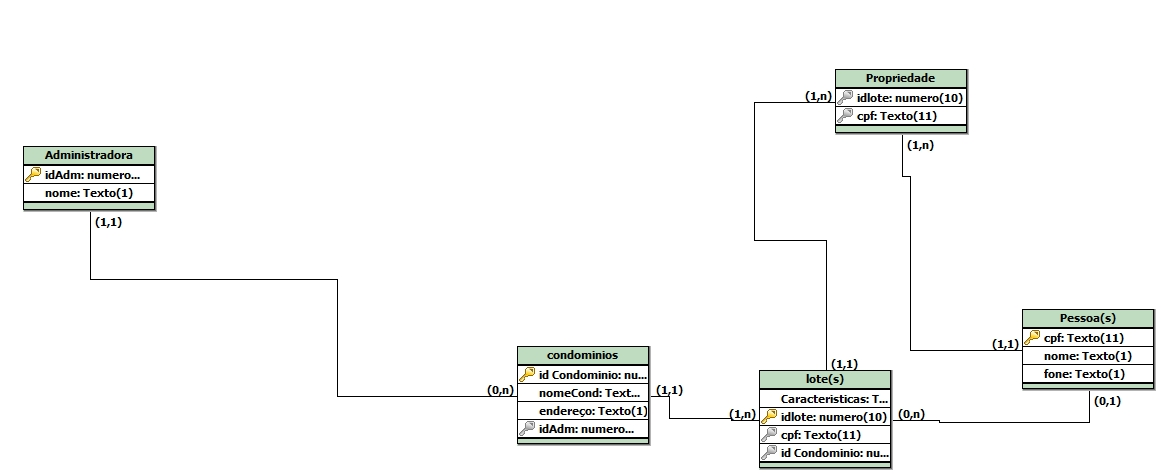 Propriedade
(1,n)
idlote: numero(10)
cpf: Texto(11)
(1,n)
Administradora
idAdm: numero...
nome: Texto(1)
(1,1)
Pessoa(s)
cpf: Texto(11)
(1,1)
nome: Texto(1)
fone: Texto(1)
(0,1)
condominios
id Condominio: nu...
(0,n)
nomeCond: Text...
(1,1)
endereço: Texto(1)
idAdm: numero...
(1,1)
lote(s)
Caracteristicas: T...
(1,n)
idlote: numero(10)
(0,n)
cpf: Texto(11)
id Condominio: nu...